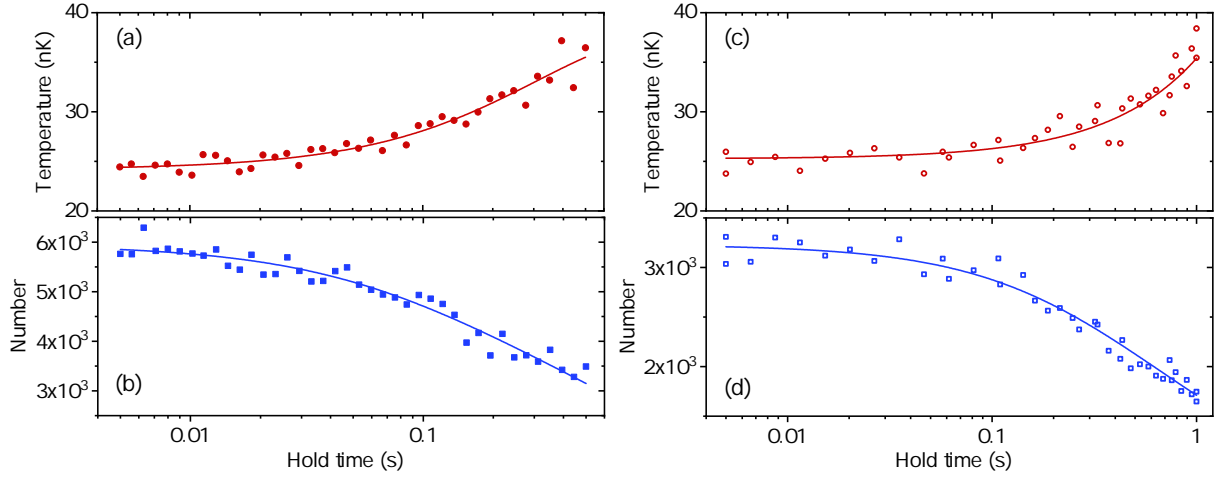 40
30
20
Temperature (nK)
(a)
6x10³
5x10³
4x10³
3x10³
Number
(b)
0.01
0.1
Hold time (s)
40
30
20
Temperature (nK)
(c)
3x10³
2x10³
Number
(d)
0.01
0.1
1
Hold time (s)